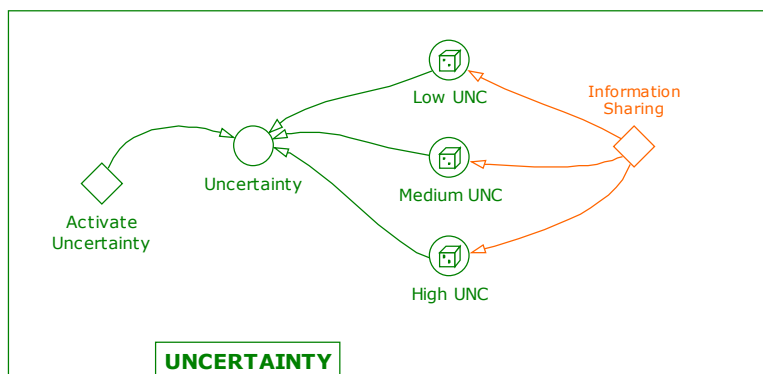 Low UNC
Information
Sharing
Uncertainty
Medium UNC
Activate
Uncertainty
High UNC
UNCERTAINTY